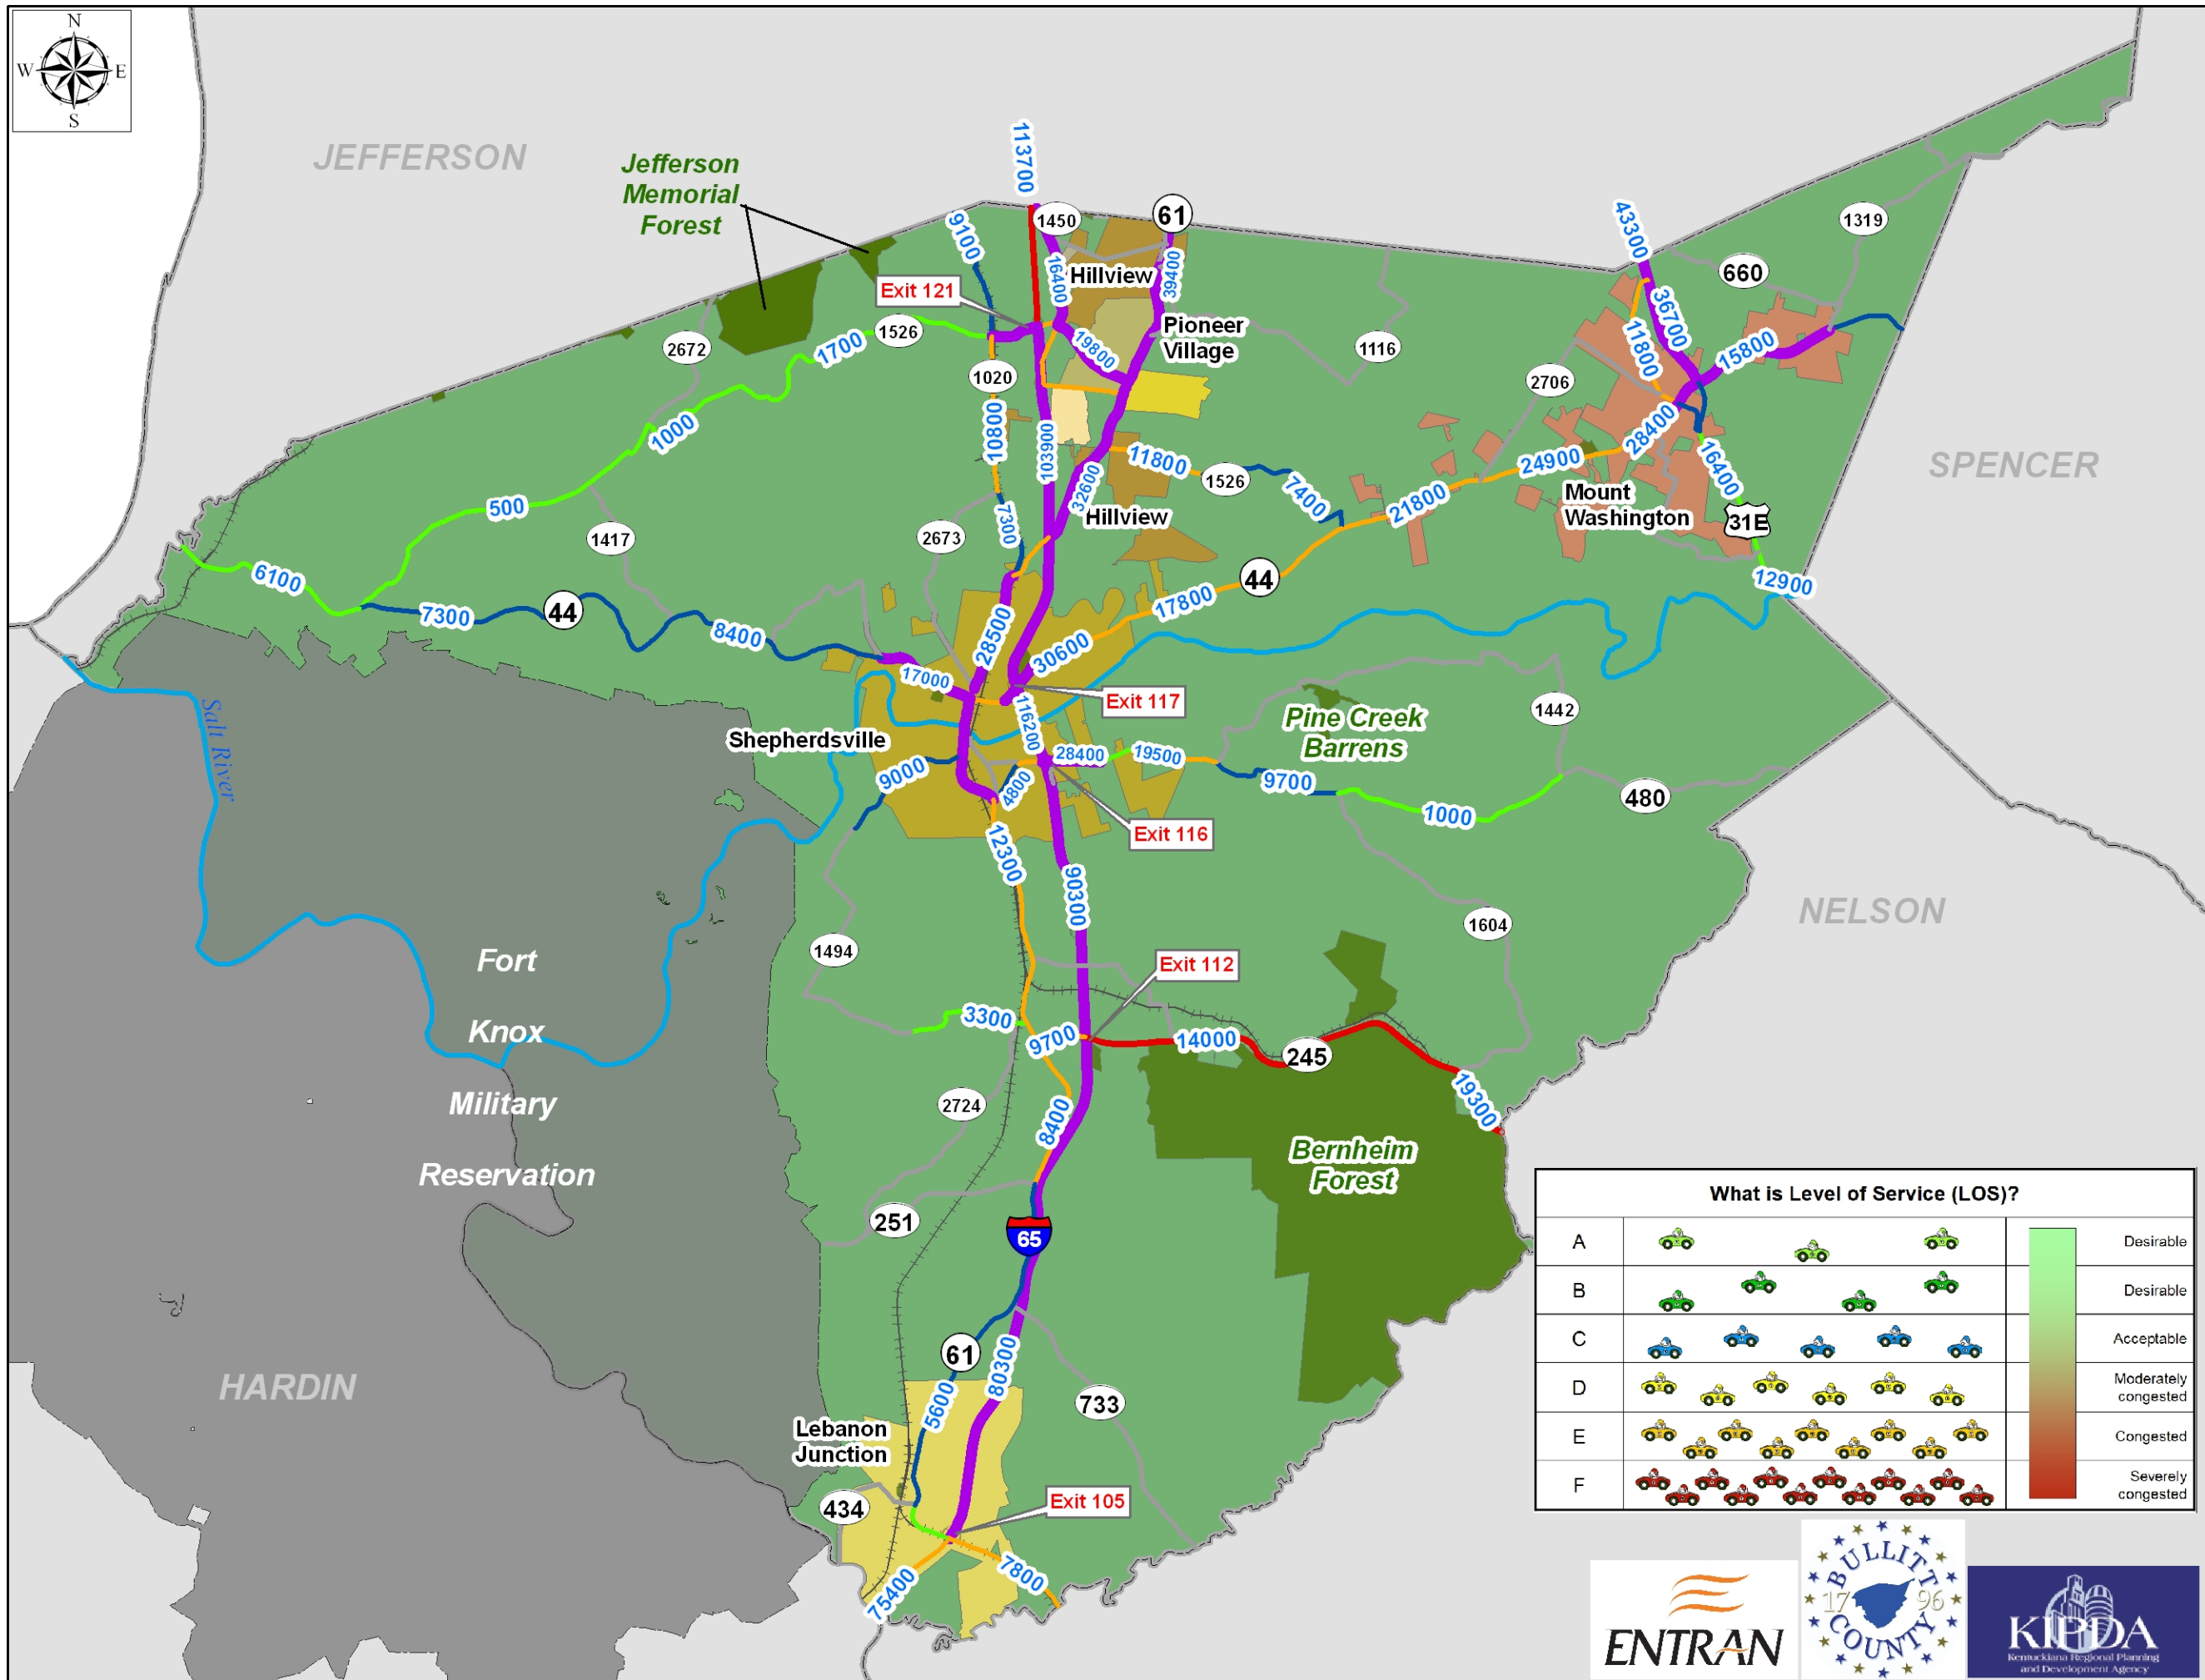 N
W
E
S
JEFFERSON
Jefferson
Memorial
Forest
113700
9100
1450
61
16400
Hillview
39400
43300
1319
660
Exit 121
36700
1526
1700
2672
Pioneer
Village
19800
1116
11800
15800
1020
2706
1000
10800
103900
28400
11800
1526
24900
SPENCER
16400
7400
32600
21800
Mount
Washington
31E
500
7300
Hillview
1417
2673
6100
44
12900
7300
44
17800
8400
28500
30600
17000
Exit 117
116200
1442
Salt River
Pine Creek
Barrens
Shepherdsville
28400
19500
9000
4800
9700
480
1000
Exit 116
12300
90300
NELSON
1604
1494
Exit 112
Fort
Knox
Military
Reservation
3300
9700
14000
245
2724
19300
8400
Bernheim
Forest
251
65
61
80300
HARDIN
5600
733
Lebanon
Junction
434
Exit 105
7800
75400
What is Level of Service (LOS)?
A
Desirable
B
Desirable
C
Acceptable
D
Moderately
congested
E
Congested
F
Severely
congested
ENTRAN
BULLITT
17 96
COUNTY
KIPDA
Kentuckiana Regional Planning
and Development Agency